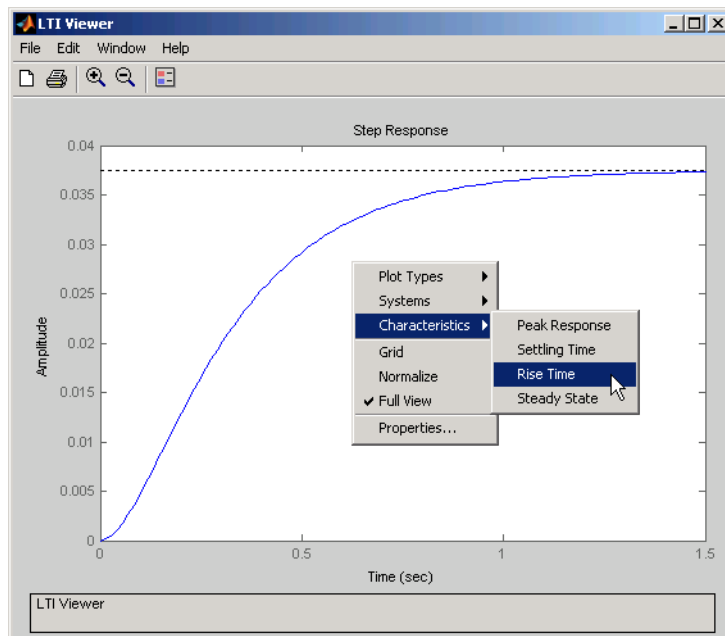 LTI Viewer
File Edit Window Help
Step Response
0.04
0.035
0.03
0.025
0.02
0.015
0.01
0.005
0
Amplitude
0 0.5 1 1.5
Time (sec)
Plot Types
Systems
Characteristics
Grid
Normalize
Full View
Properties...
Peak Response
Settling Time
Rise Time
Steady State
LTI Viewer